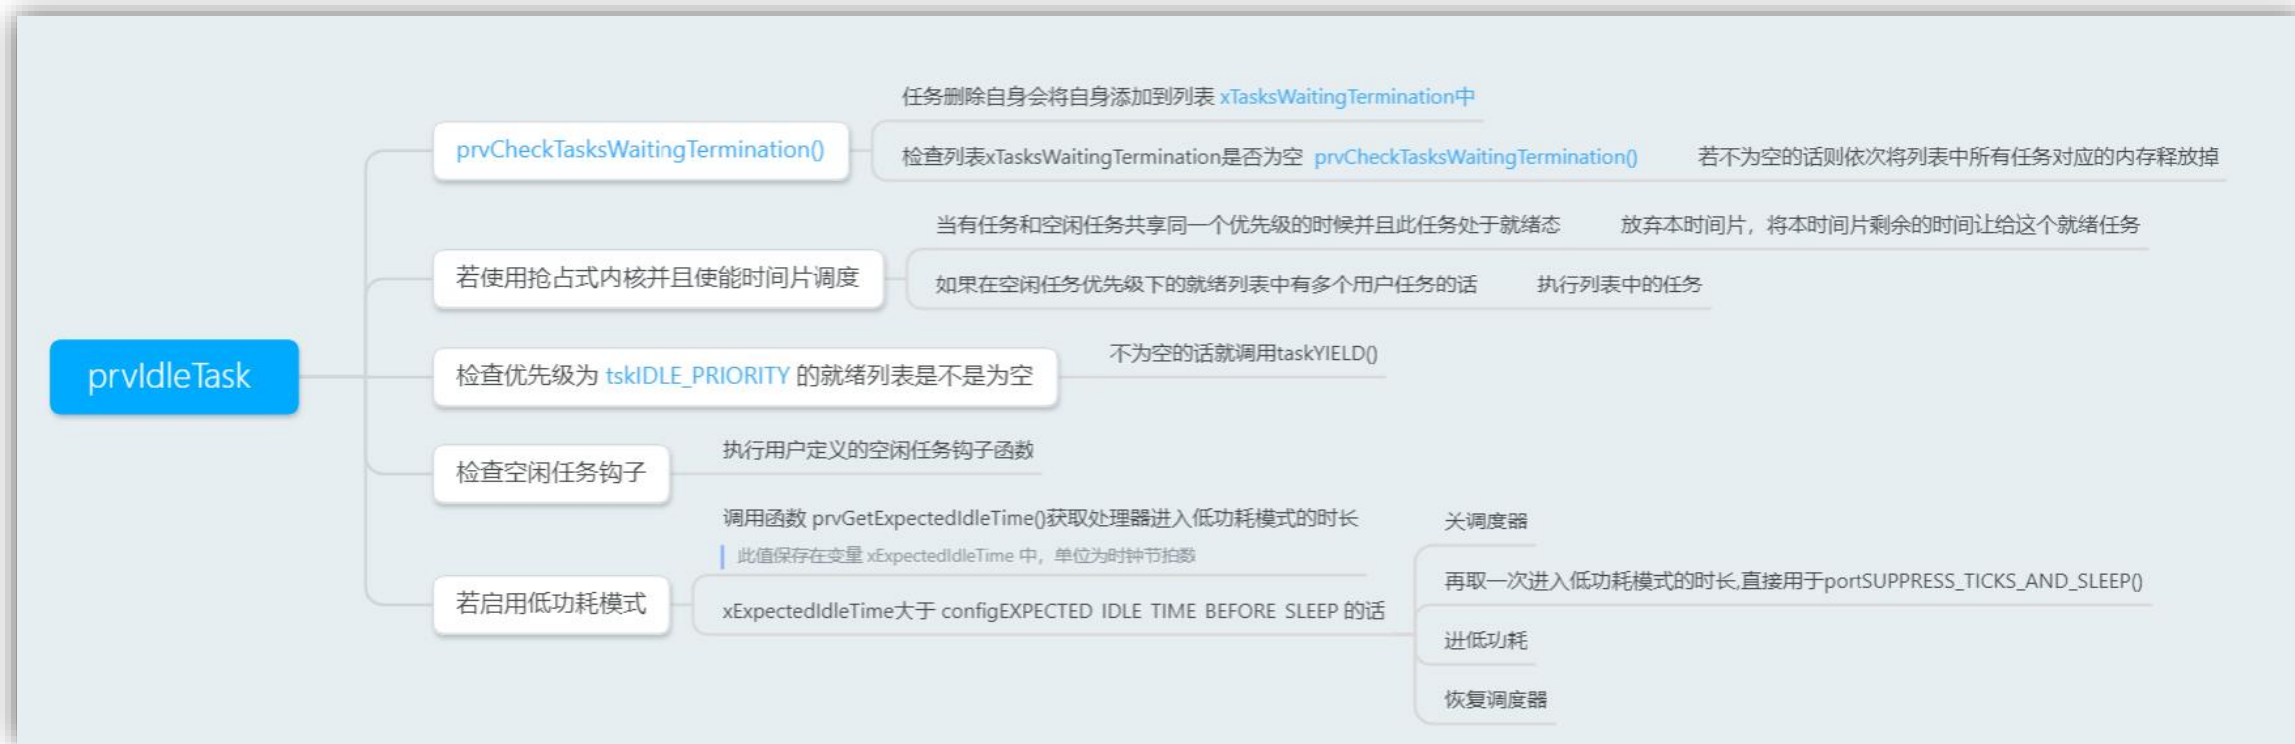 prvIdleTask
prvCheckTasksWaitingTermination()
任务删除自身会将自身添加到列表 xTasksWaitingTermination中
检查列表xTasksWaitingTermination是否为空 prvCheckTasksWaitingTermination() 若不为空的话则依次将列表中所有任务对应的内存释放掉
若使用抢占式内核并且使能时间片调度
当有任务和空闲任务共享同一个优先级的时候并且此任务处于就绪态 放弃本时间片，将本时间片剩余的时间让给这个就绪任务
如果在空闲任务优先级下的就绪列表中有多个用户任务的话 执行列表中的任务
检查优先级为 tskIDLE_PRIORITY 的就绪列表是不是为空
不为空的话就调用taskYIELD()
检查空闲任务钩子
执行用户定义的空闲任务钩子函数
若启用低功耗模式
调用函数 prvGetExpectedIdleTime()获取处理器进入低功耗模式的时长
此值保存在变量 xExpectedIdleTime 中，单位为时钟节拍数
xExpectedIdleTime大于 configEXPECTED IDLE TIME BEFORE SLEEP 的话
关调度器
再取一次进入低功耗模式的时长,直接用于portSUPPRESS_TICKS_AND_SLEEP()
进低功耗
恢复调度器